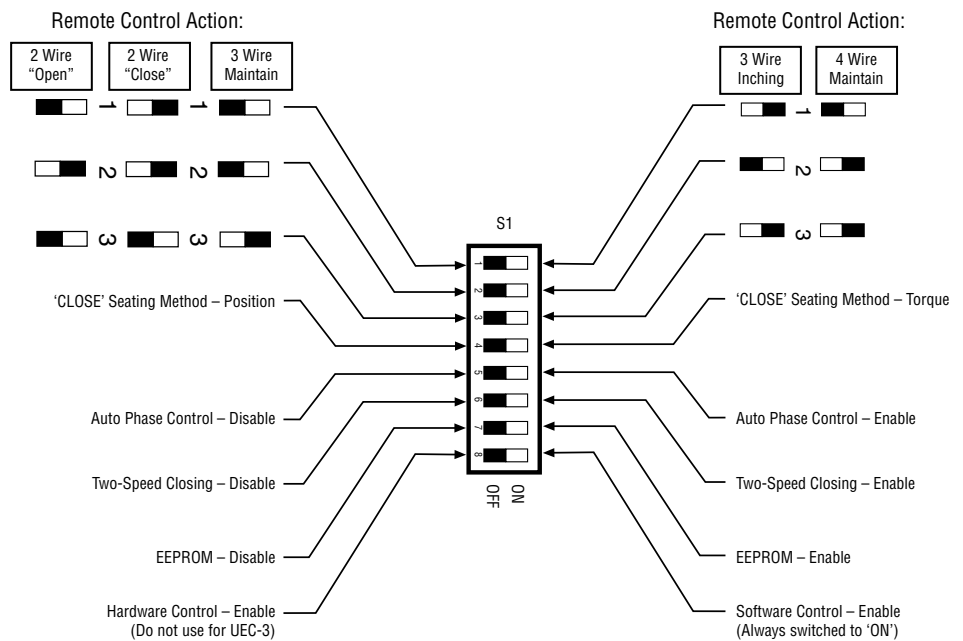 Remote Control Action:
Remote Control Action:
2 Wire
“Open”
2 Wire
“Close”
3 Wire
Maintain
3 Wire
Inching
4 Wire
Maintain
1 1
1
2 2
2
3 3
3
S1
1
2
3
4
5
6
7
8
OFF
ON
‘CLOSE’ Seating Method – Position
Auto Phase Control – Disable
Two-Speed Closing – Disable
EEPROM – Disable
Hardware Control – Enable
(Do not use for UEC-3)
‘CLOSE’ Seating Method – Torque
Auto Phase Control – Enable
Two-Speed Closing – Enable
EEPROM – Enable
Software Control – Enable
(Always switched to ‘ON’)